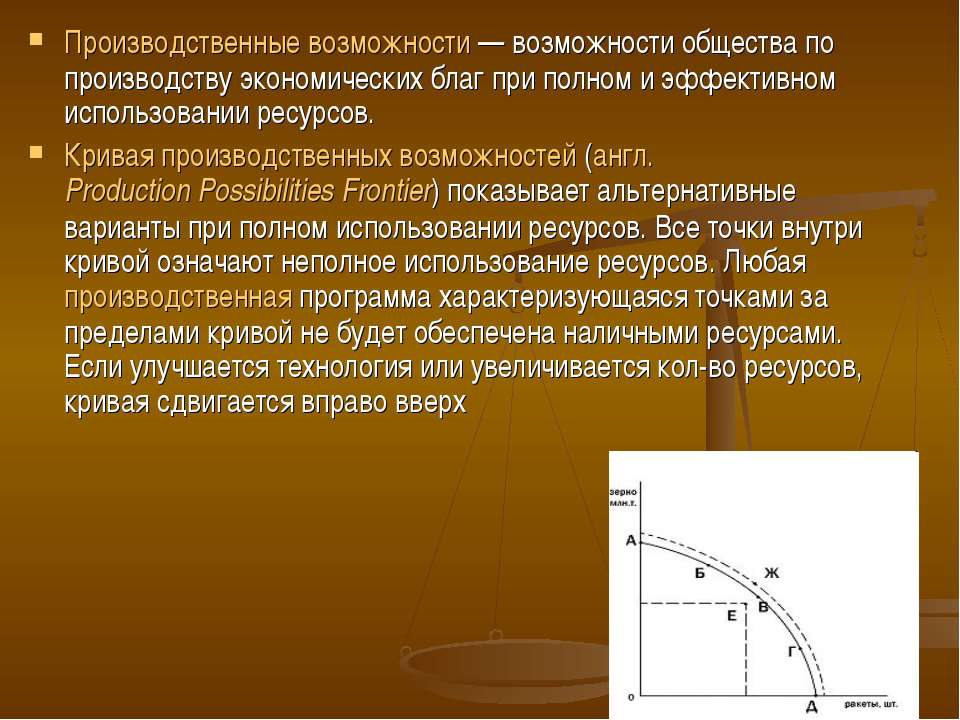 Производственные возможности — возможности общества по
производству экономических благ при полном и эффективном
использовании ресурсов.
Кривая производственных возможностей (англ.
Production Possibilities Frontier) показывает альтернативные
варианты при полном использовании ресурсов. Все точки внутри
кривой означают неполное использование ресурсов. Любая
производственная программа характеризующаяся точками за
пределами кривой не будет обеспечена наличными ресурсами.
Если улучшается технология или увеличивается кол-во ресурсов,
кривая сдвигается вправо вверх
зерно
млн.т.
А
Б
Ж
В
Е
Г
0
Д
ракеты, шт.